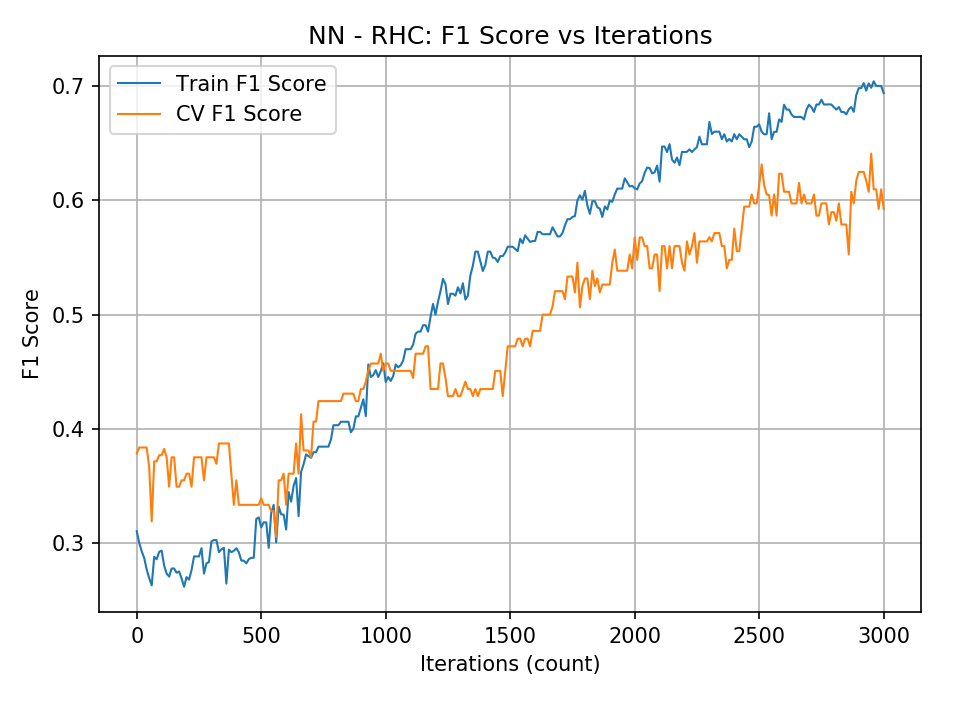 NN - RHC: F1 Score vs Iterations
Train F1 Score
CV F1 Score
F1 Score
0.7
0.6
0.5
0.4
0.3
0 500 1000 1500 2000 2500 3000
Iterations (count)